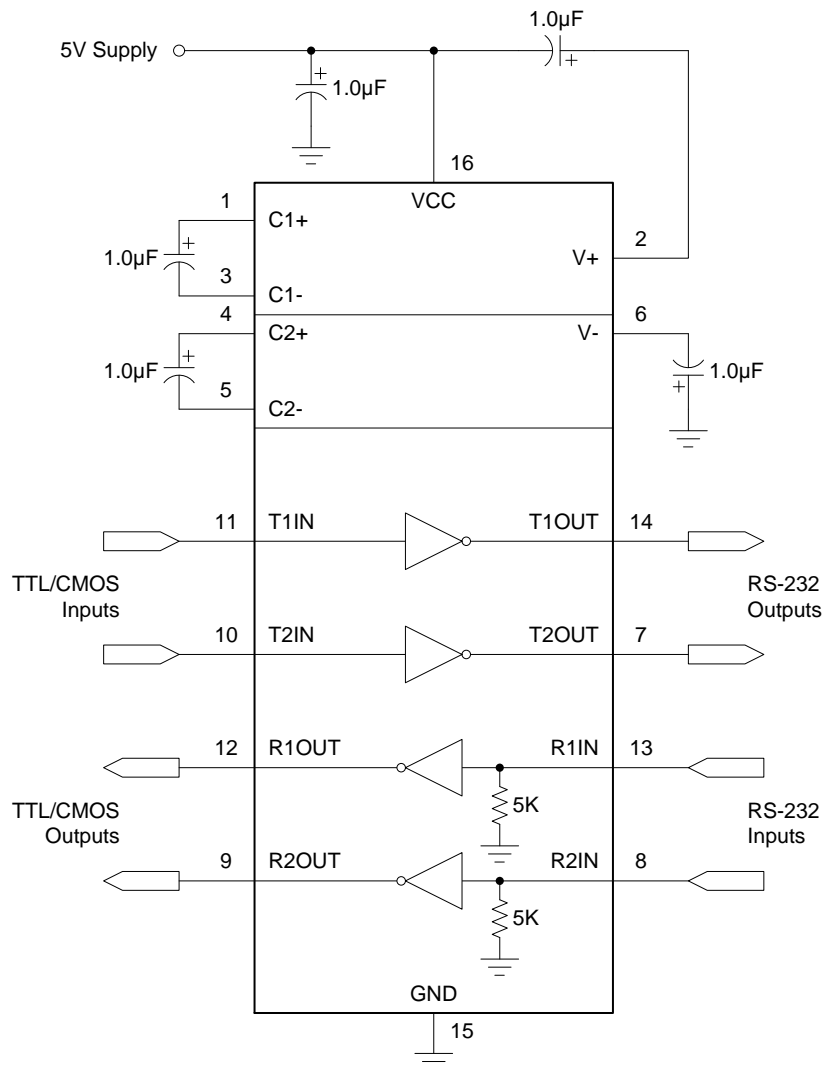 1.0µF
5V Supply
+
+
1.0µF
16
VCC
1
C1+
2
V+
+
1.0µF
3
C1-
4
C2+
6
V-
+
1.0µF
1.0µF
+
5
C2-
11
T1IN
T1OUT
14
TTL/CMOS
Inputs
RS-232
Outputs
10
T2IN
T2OUT
7
12
R1OUT
R1IN
13
5K
TTL/CMOS
Outputs
RS-232
Inputs
9
R2OUT
R2IN
8
5K
GND
15